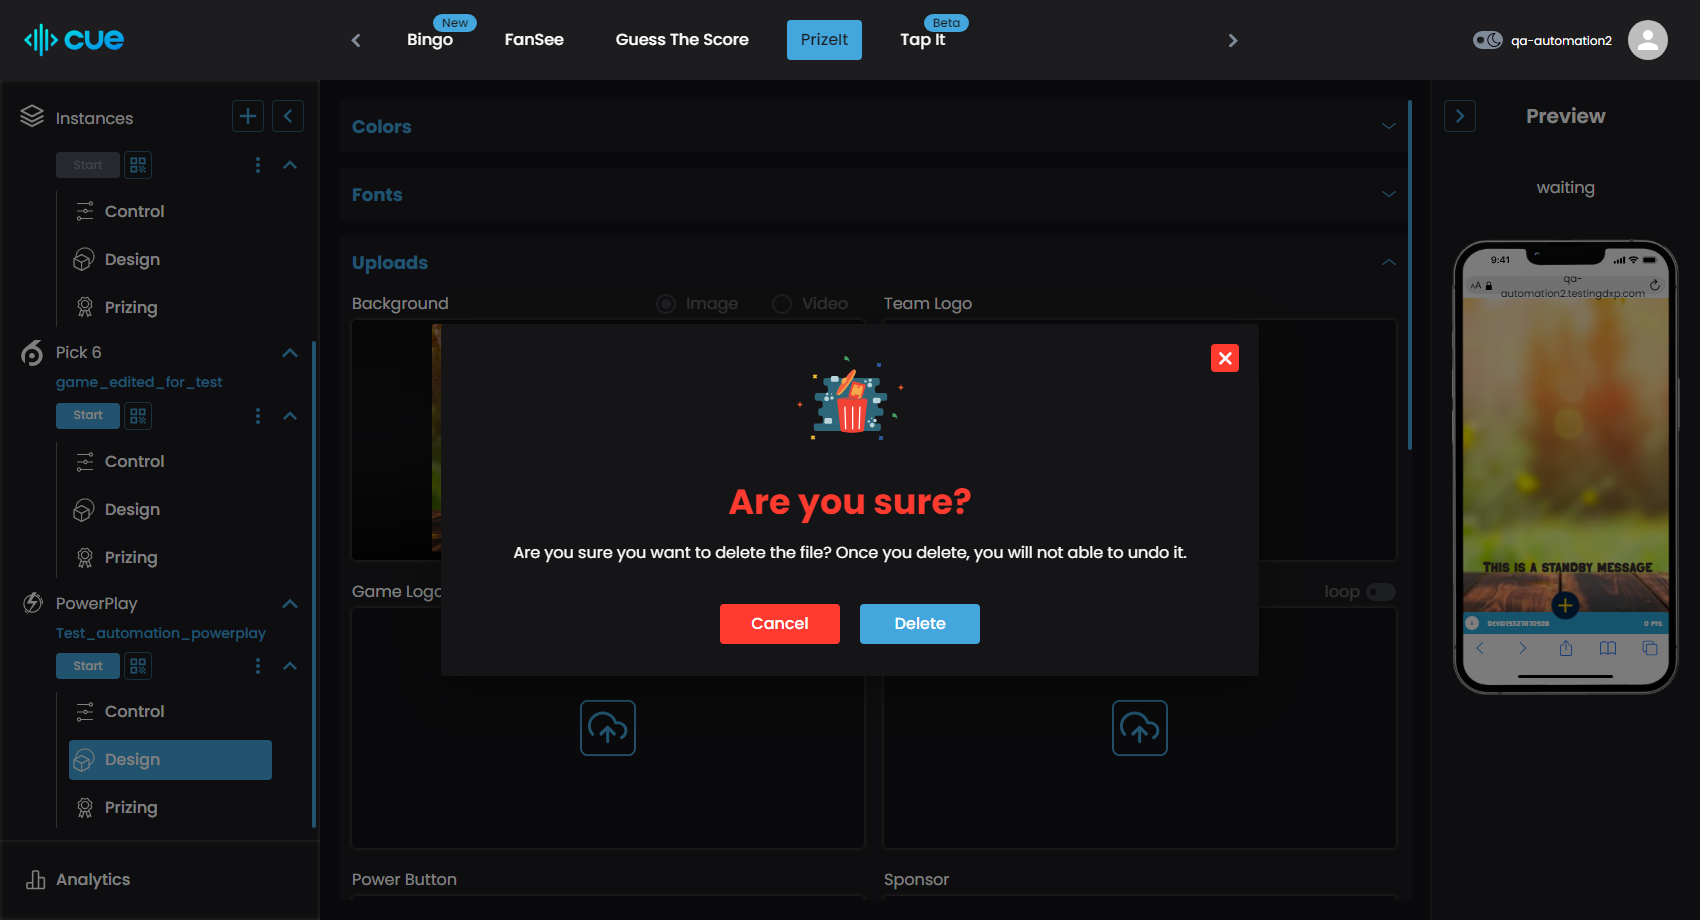 cue
Bingo
New
FanSee
Guess The Score
PrizeIt
Tap It
Beta
qa-automation2
Instances
Start
Control
Design
Prizing
Pick 6
game_edited_for_test
Start
Control
Design
Prizing
PowerPlay
Test_automation_powerplay
Start
Control
Design
Prizing
Analytics
Colors
Fonts
Uploads
Background
Image
Video
Team Logo
Game Logo
loop
Power Button
Sponsor
Are you sure?
Are you sure you want to delete the file? Once you delete, you will not able to undo it.
Cancel
Delete
Preview
waiting
9:41
AA
qa-
automation2.testingdxp.com
This is a standby message
0 Pts.